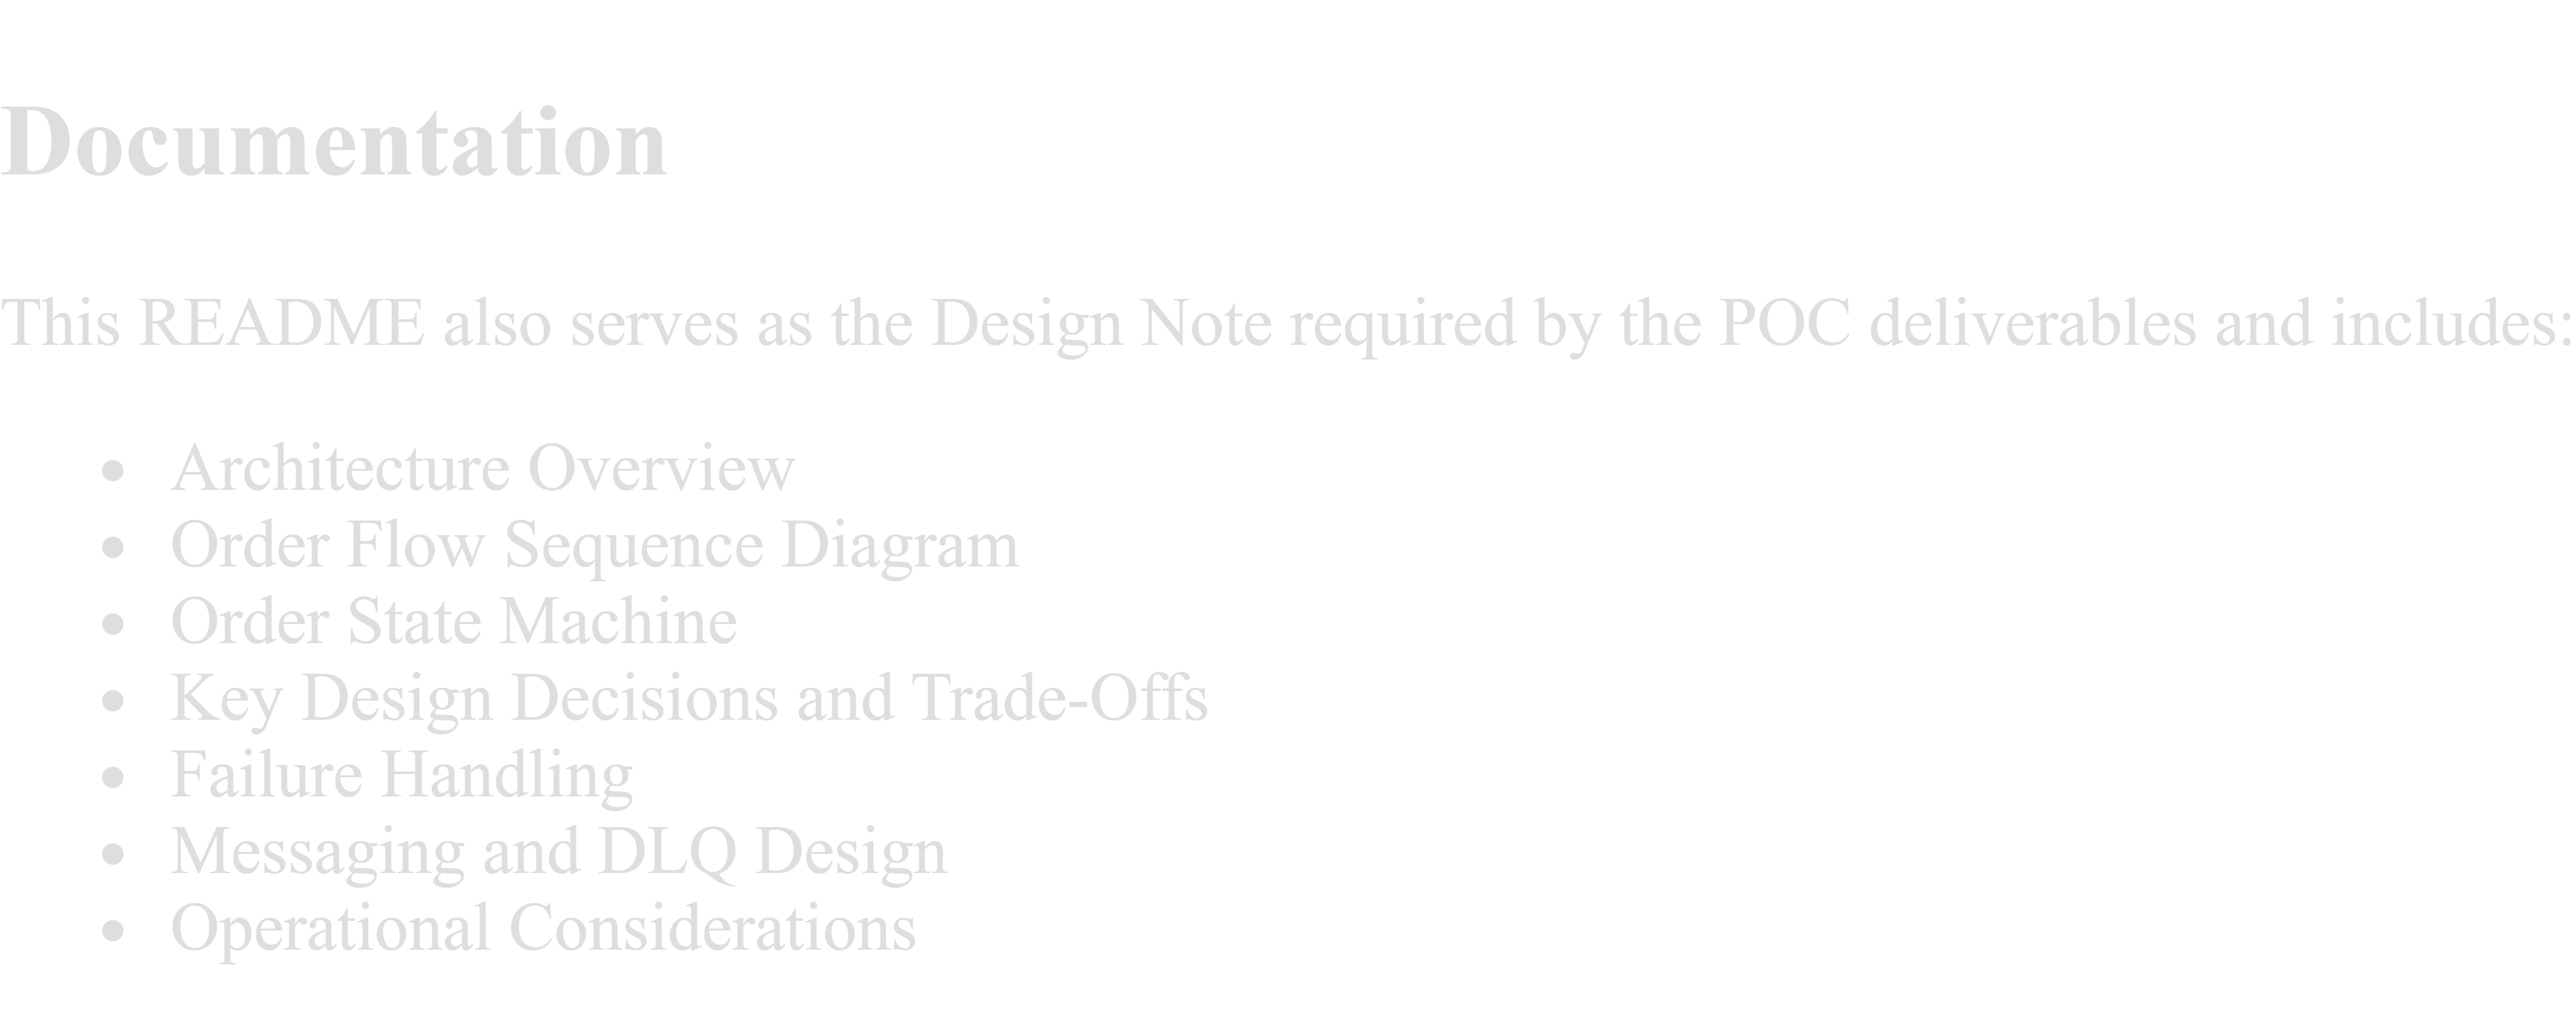 Documentation
This README also serves as the Design Note required by the POC deliverables and includes:
• Architecture Overview
• Order Flow Sequence Diagram
• Order State Machine
• Key Design Decisions and Trade-Offs
• Failure Handling
• Messaging and DLQ Design
• Operational Considerations